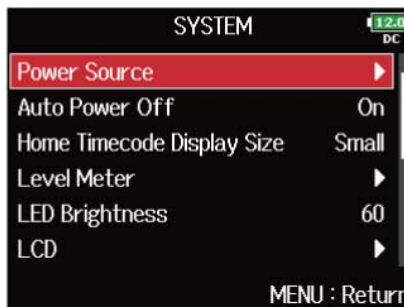 SYSTEM
12.0
DC
Power Source
Auto Power Off On
Home Timecode Display Size Small
Level Meter
LED Brightness 60
LCD
MENU : Return